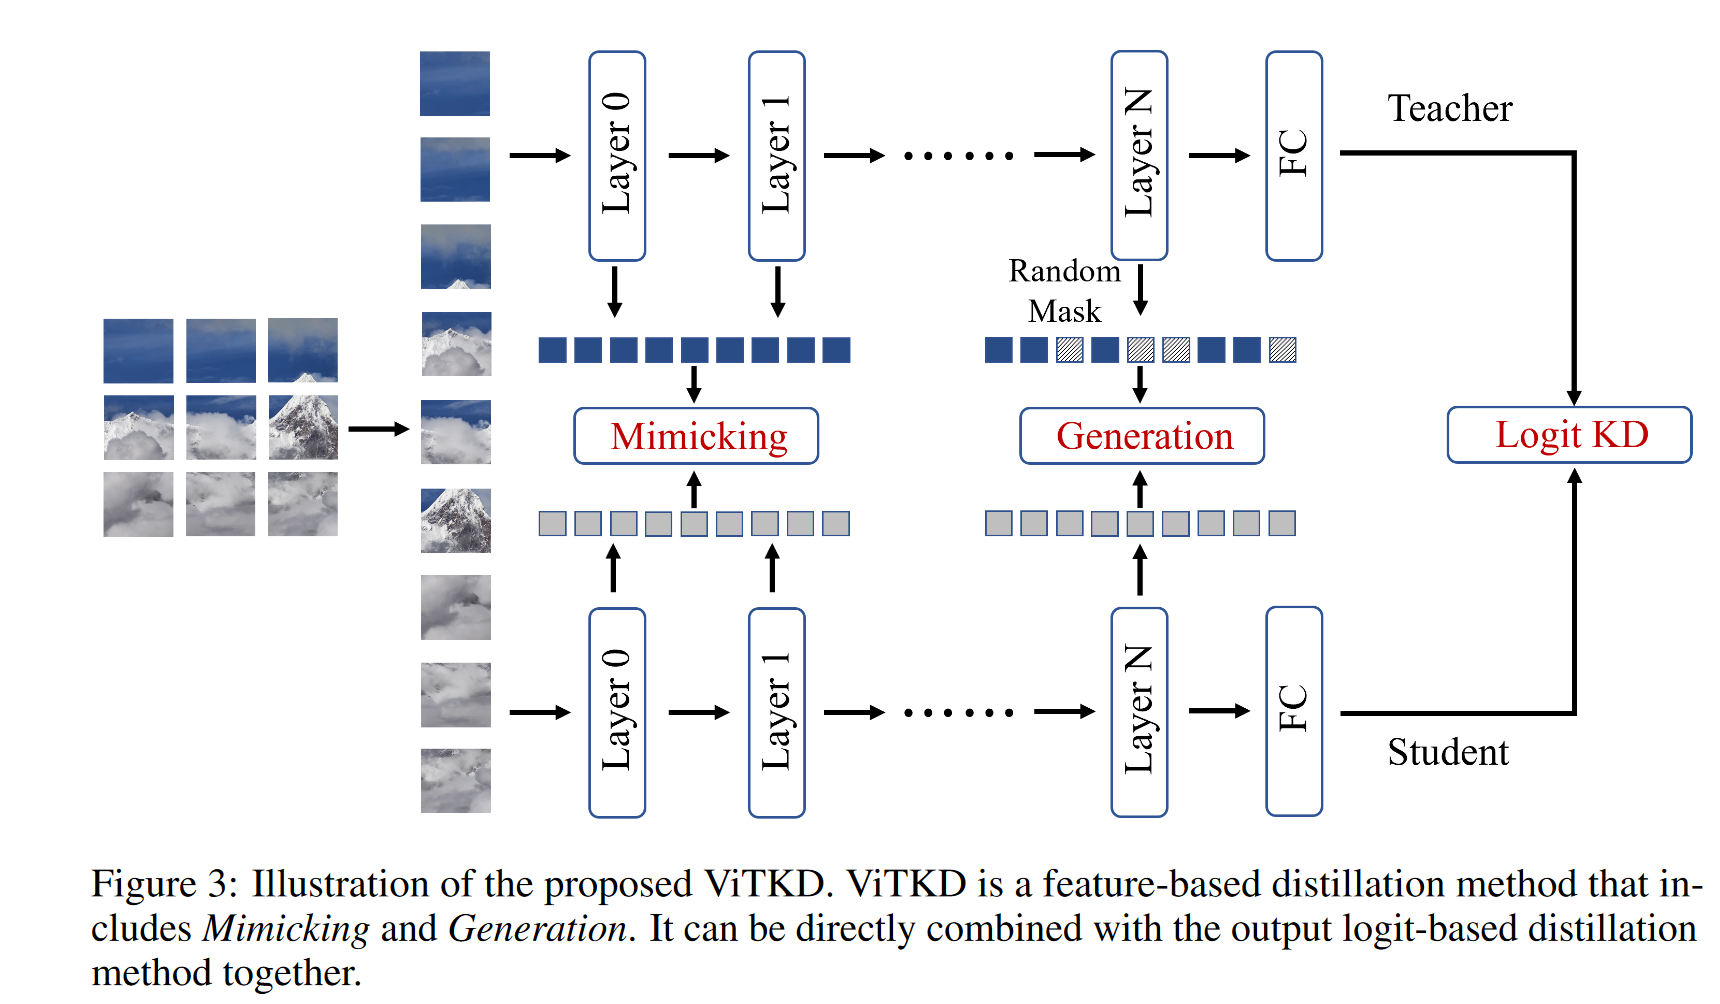 Layer 0
Layer 1
Layer N
FC
Teacher
Random
Mask
Mimicking
Generation
Logit KD
Layer 0
Layer 1
Layer N
FC
Student
Figure 3: Illustration of the proposed ViTKD. ViTKD is a feature-based distillation method that in-
cludes Mimicking and Generation. It can be directly combined with the output logit-based distillation
method together.